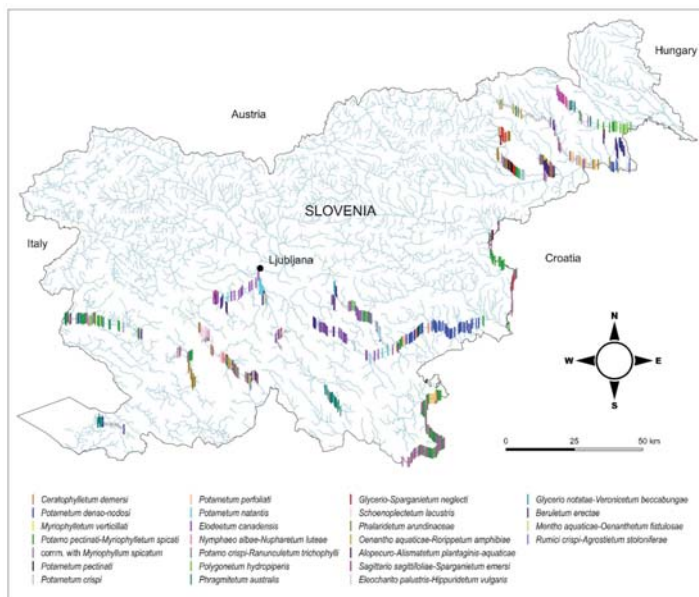 Hungary
Austria
SLOVENIA
Italy
Ljubljana
Croatia
N
W E
S
0 25 50 km
Ceratophylletum demersi
Potametum denso-nodosi
Myriophylletum verticillati
Potamo pectinati-Myriophylletum spicati
comm. with Myriophyllum spicatum
Potametum pectinati
Potametum crispi
Potametum perfoliati
Potametum natantis
Elodeetum canadensis
Nymphaeo albae-Nupharetum luteae
Potamo crispi-Ranunculetum trichophylli
Polygonetum hydropiperis
Phragmitetum australis
Glycerio-Sparganietum neglecti
Schoenoplectetum lacustris
Phalaridetum arundinaceae
Oenantho aquaticae-Rorippetum amphibiae
Alopecuro-Alismatetum plantaginis-aquaticae
Sagittario sagittifoliae-Sparganietum emersi
Eleocharito palustris-Hippuridetum vulgaris
Glycerio notatae-Veronicetum beccabungae
Beruletum erectae
Mentho aquaticae-Oenanthetum fistulosae
Rumici crispi-Agrostietum stoloniferae